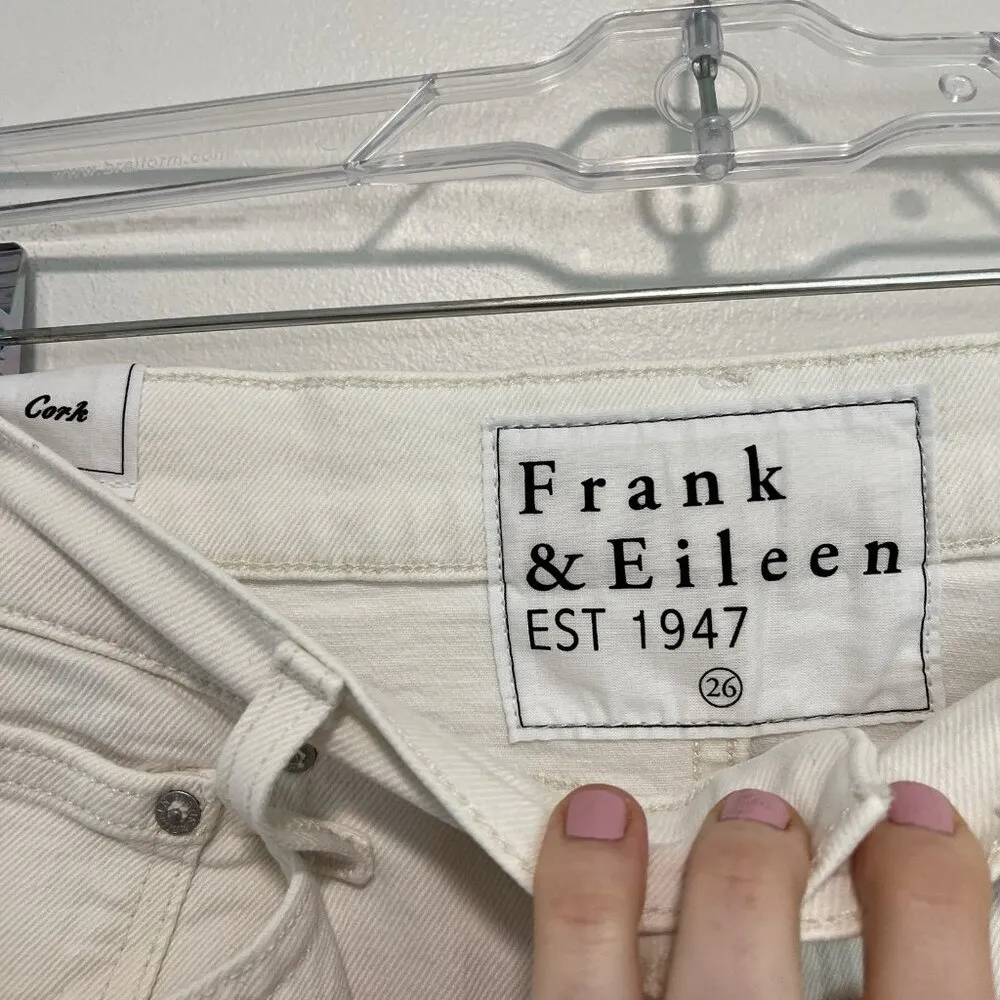 Cork
Frank
& Eileen
EST 1947
26